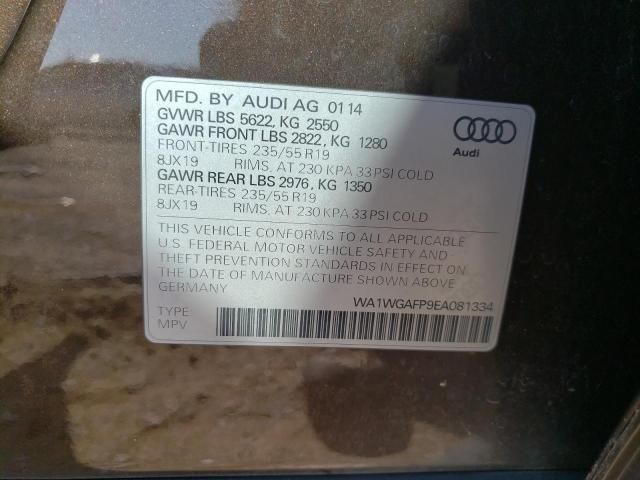 MFD. BY AUDI AG 01 14
GVWR LBS 5622, KG 2550
GAWR FRONT LBS 2822, KG 1280
FRONT-TIRES 235/55 R19
8JX19 RIMS, AT 230 KPA 33 PSI COLD
GAWR REAR LBS 2976, KG 1350
REAR-TIRES 235/55 R19
8JX19 RIMS, AT 230 KPA 33 PSI COLD
Audi
THIS VEHICLE CONFORMS TO ALL APPLICABLE
U.S. FEDERAL MOTOR VEHICLE SAFETY AND
THEFT PREVENTION STANDARDS IN EFFECT ON
THE DATE OF MANUFACTURE SHOWN ABOVE
GERMANY
WA1WGAFP9EA081334
TYPE:
MPV